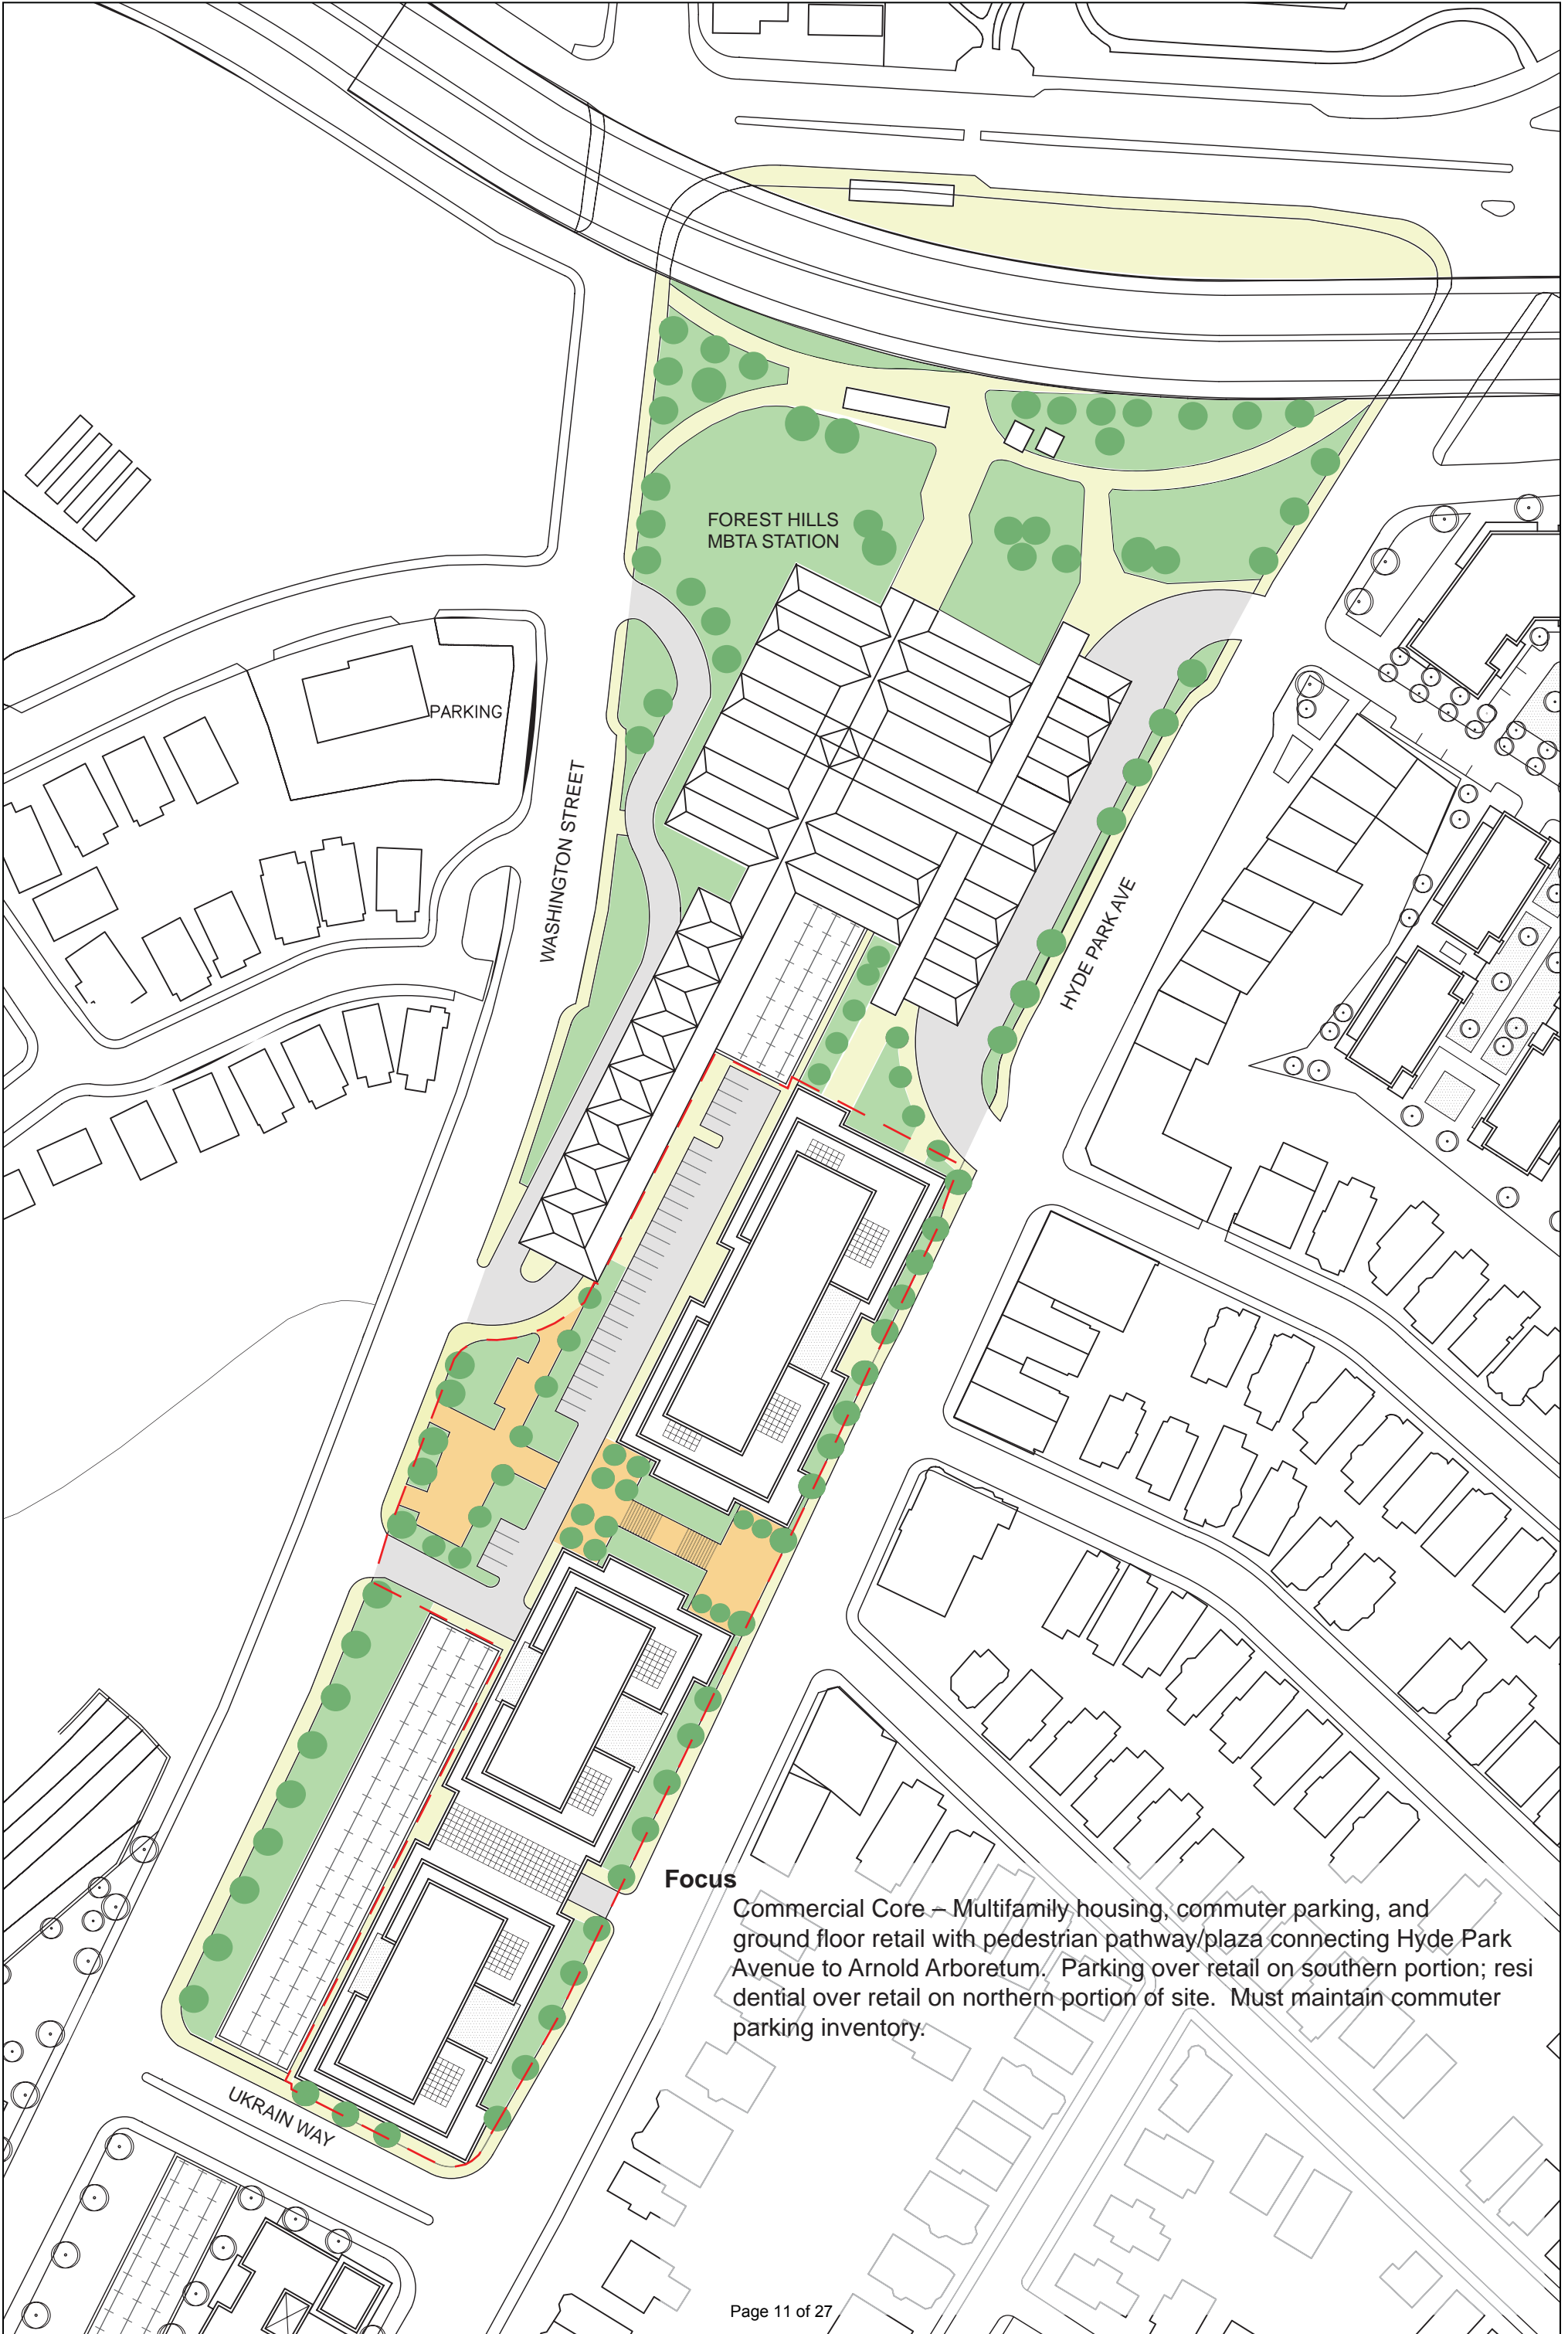 FOREST HILLS
MBTA STATION
PARKING
WASHINGTON STREET
HYDE PARK AVE
Focus
Commercial Core – Multifamily housing, commuter parking, and
ground floor retail with pedestrian pathway/plaza connecting Hyde Park
Avenue to Arnold Arboretum.  Parking over retail on southern portion; resi
dential over retail on northern portion of site.  Must maintain commuter
parking inventory.
UKRAIN WAY
Page 11 of 27